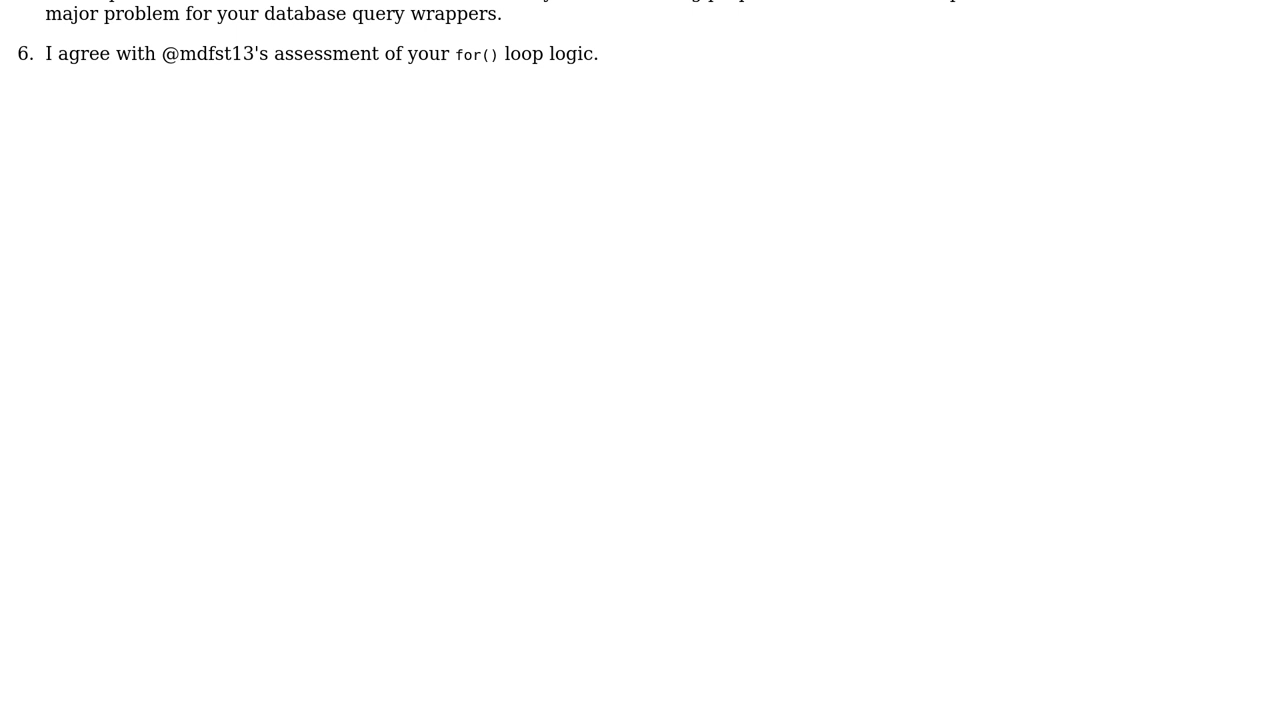 major problem for your database query wrappers.
6. I agree with @mdfst13's assessment of your for() loop logic.